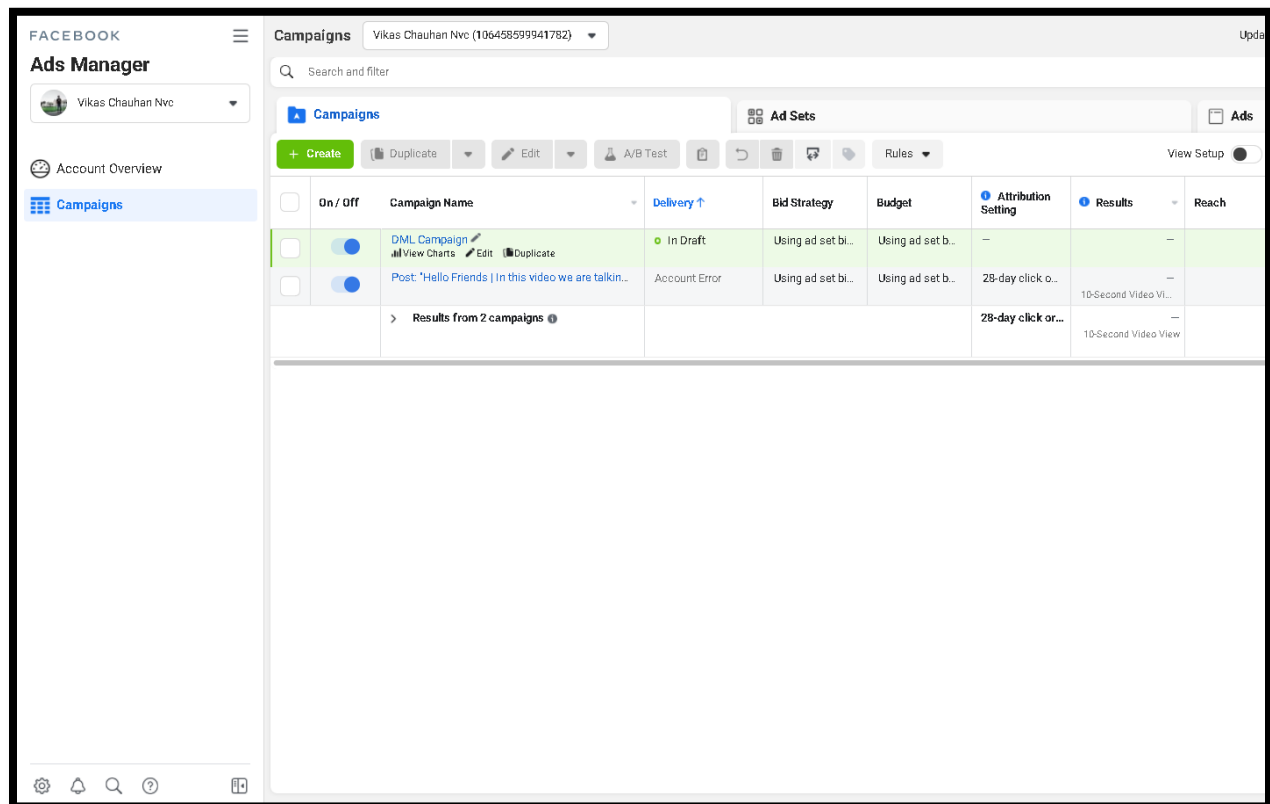 FACEBOOK
Ads Manager
Vikas Chauhan Nvc
Account Overview
Campaigns
Campaigns Vikas Chauhan Nvc (106458599941782)
Upda
Search and filter
Campaigns Ad Sets Ads
+ Create Duplicate Edit A/B Test Rules View Setup
On / Off Campaign Name Delivery ↑ Bid Strategy Budget Attribution Setting Results Reach
DML Campaign In Draft Using ad set bi... Using ad set b... — —
View Charts Edit Duplicate
Post: "Hello Friends | In this video we are talkin... Account Error Using ad set bi... Using ad set b... 28-day click o... —
10-Second Video Vi...
Results from 2 campaigns 28-day click or... —
10-Second Video View